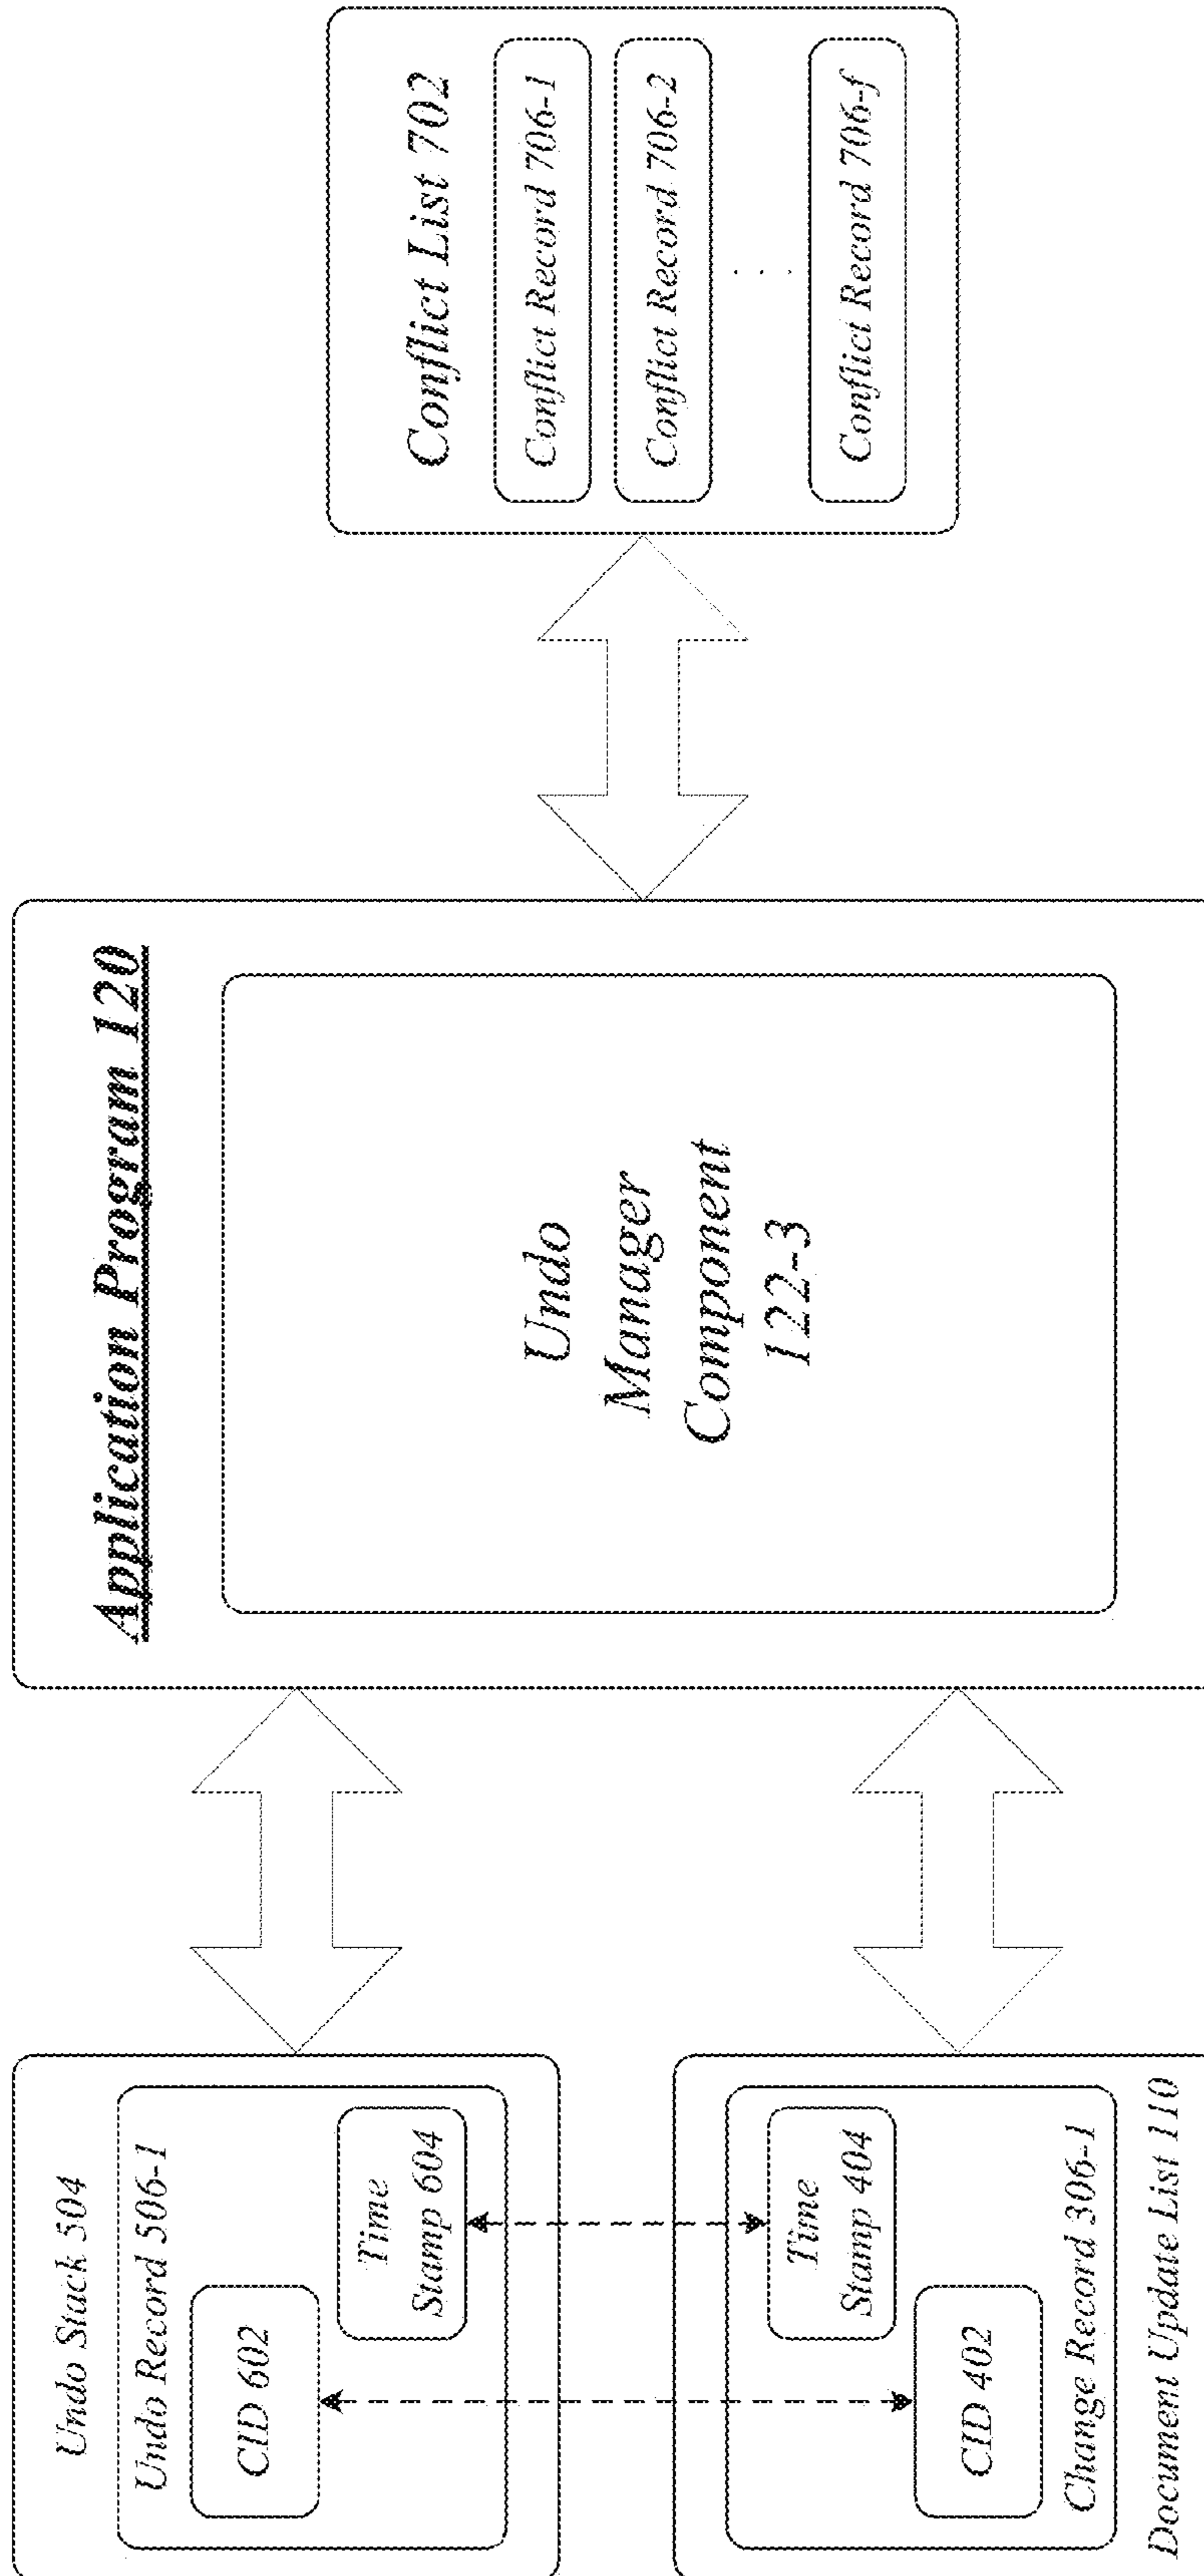 Undo Stack 504
Undo Record 506-1
CID 602
Time
Stamp 604
Time
Stamp 404
CID 402
Change Record 306-1
Document Update List 110
Application Program 120
Undo
Manager
Component
122-3
Conflict List 702
Conflict Record 706-1
Conflict Record 706-2
. . .
Conflict Record 706-f